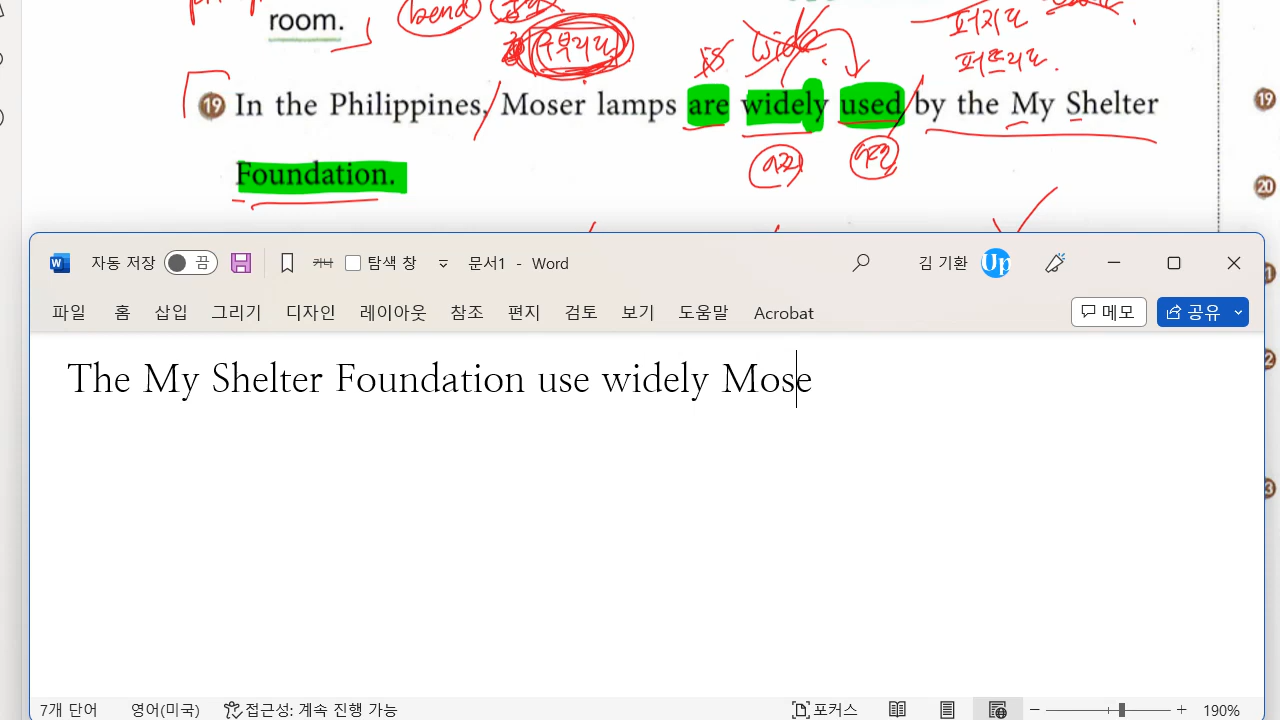 room.
bend
구부리다
wide
퍼지다
퍼뜨리다.
19 In the Philippines, Moser lamps are widely used by the My Shelter
19
Foundation.
20
자동 저장 끔 가나 탐색 창 문서1 - Word 김 기환 Up
파일 홈 삽입 그리기 디자인 레이아웃 참조 편지 검토 보기 도움말 Acrobat 메모 공유
The My Shelter Foundation use widely Mose
7개 단어 영어(미국) 접근성: 계속 진행 가능 포커스 190%